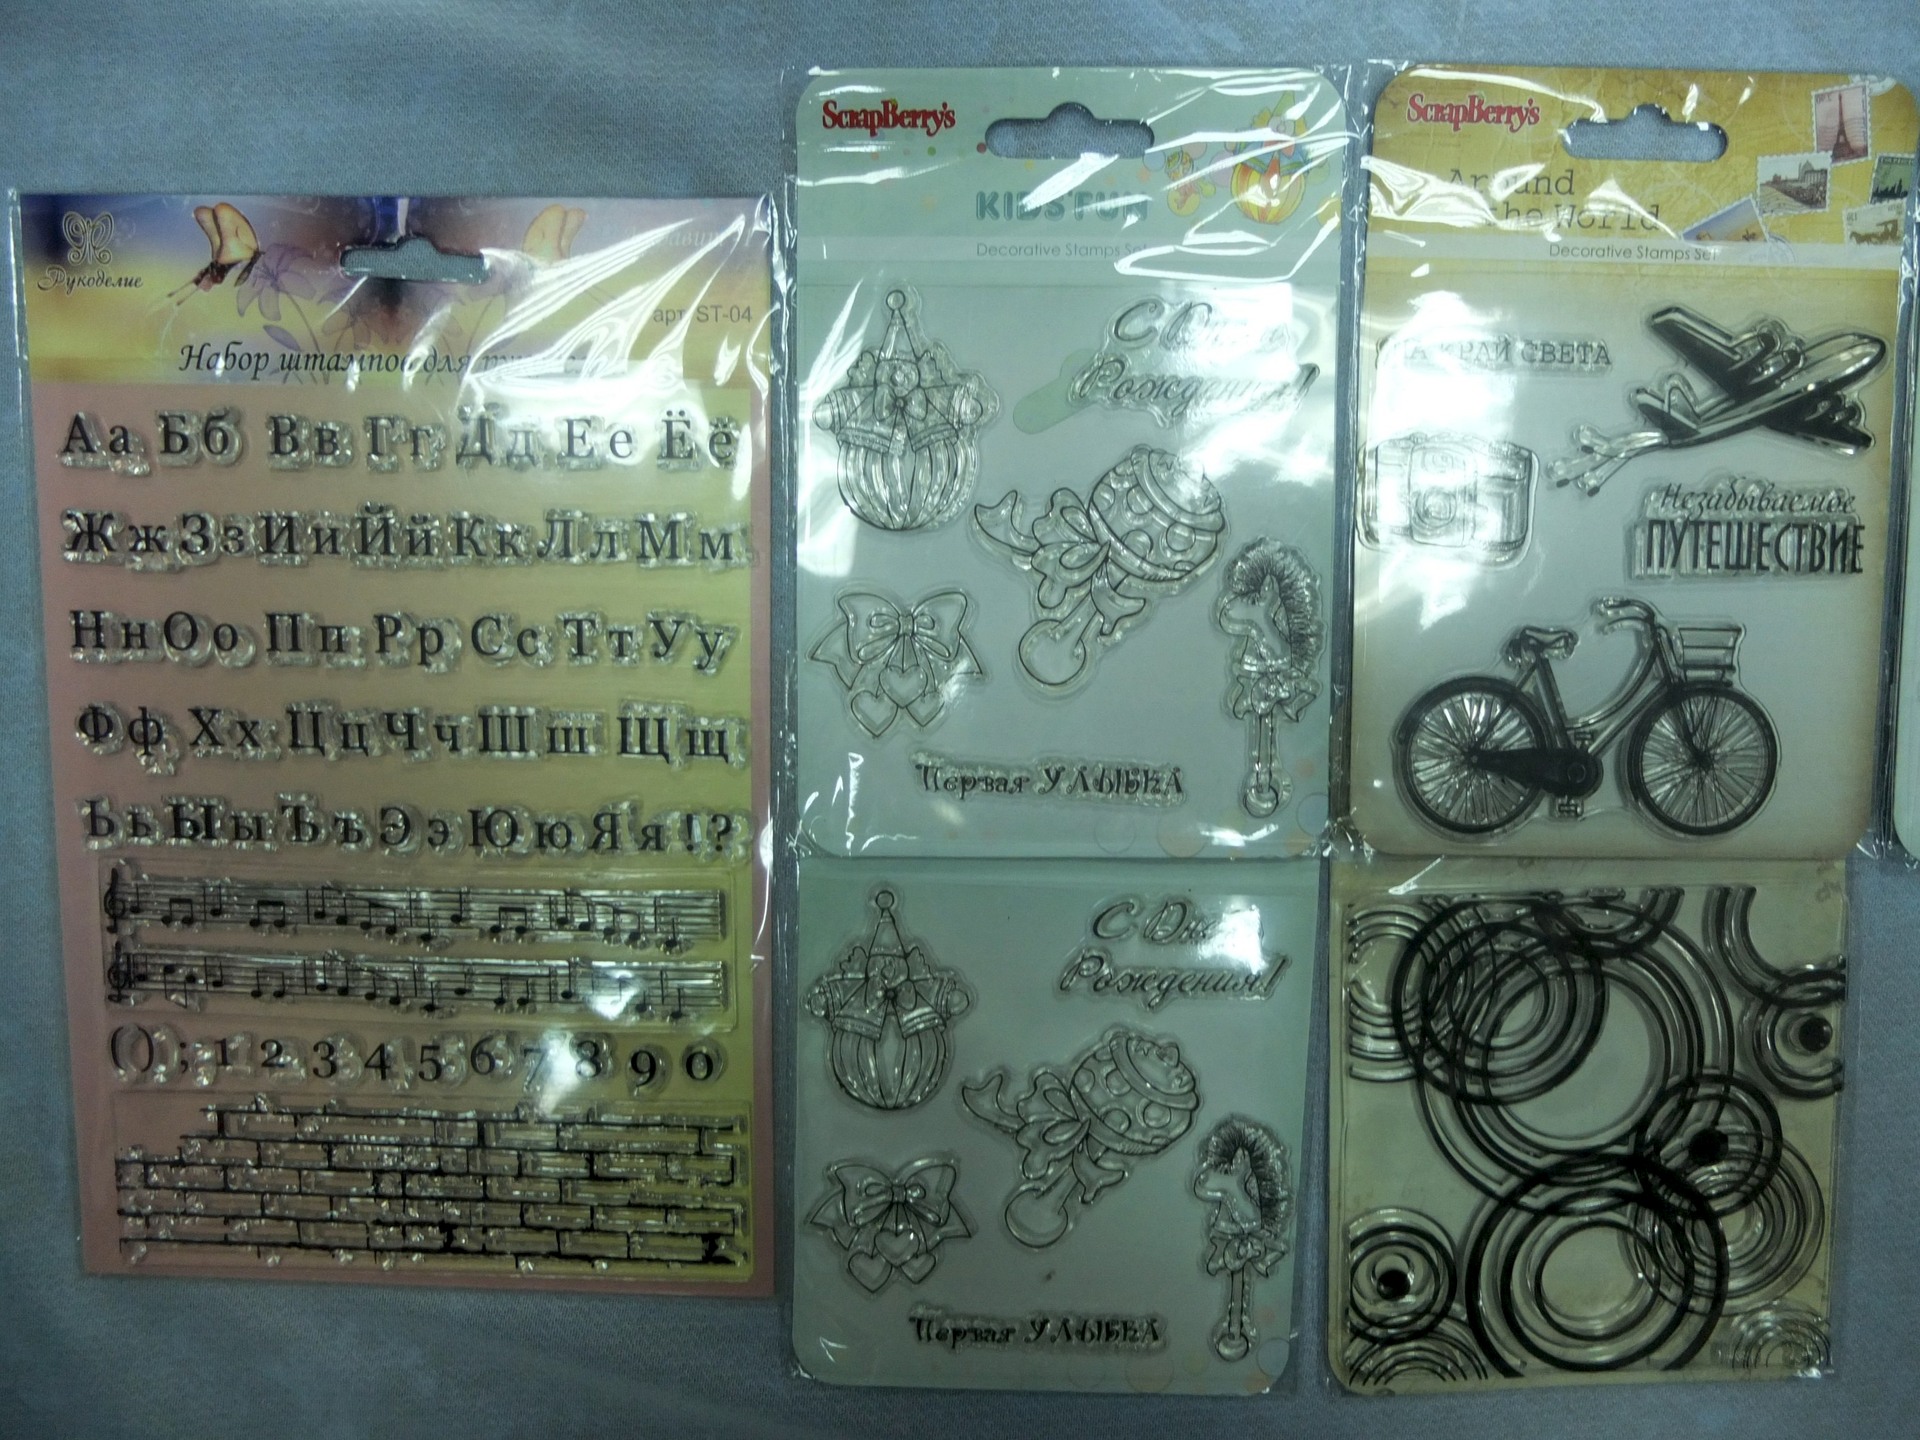 Рукоделие
арт. ST-04
Набор штампов для
Аа Бб Вв Гг Дд Ее Ёё
Жж Зз Ии Йй Кк Лл Мм
Нн Оо Пп Рр Сс Тт Уу
Фф Хх Цц Чч Шш Щщ
Ьь Ыы Ъъ Ээ Юю Яя !?
() ; 1 2 3 4 5 6 7 8 9 0
ScrapBerry's
KIDS'FUN
Decorative Stamps Set
С Днем
Рождения!
Первая УЛЫБКА
С Днем
Рождения!
Первая УЛЫБКА
ScrapBerry's
Around
the World
Decorative Stamps Set
НА КРАЙ СВЕТА
Незабываемое
ПУТЕШЕСТВИЕ